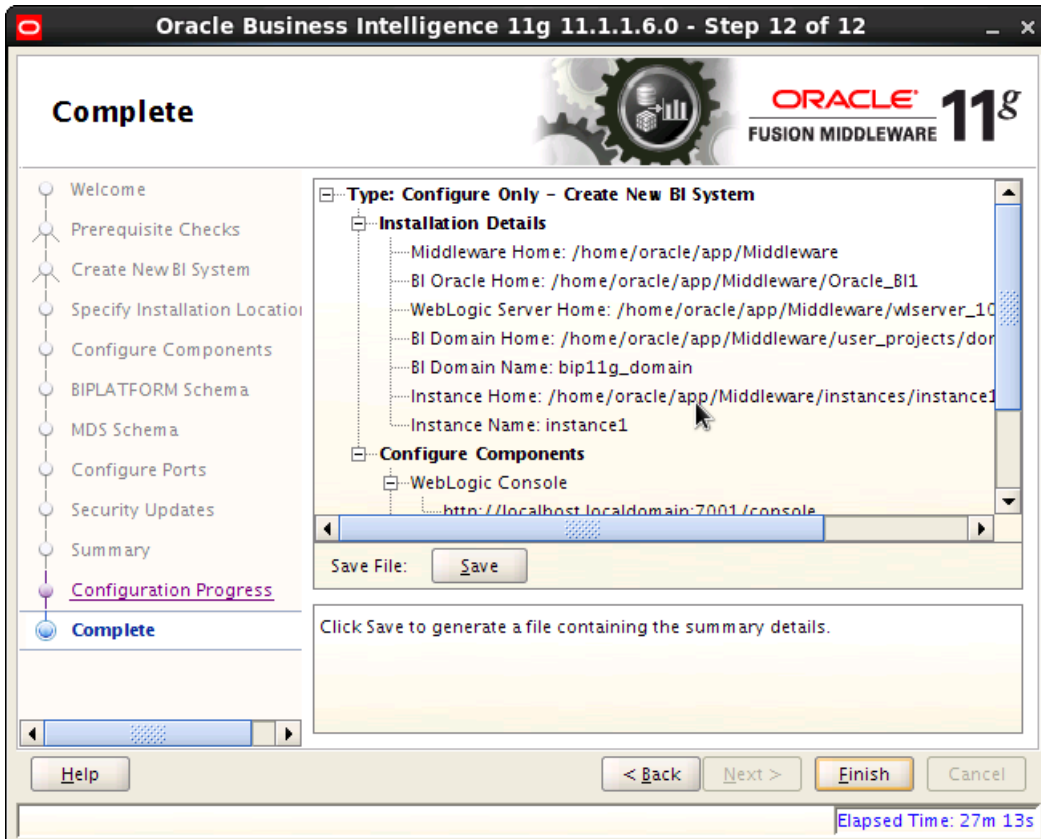 Oracle Business Intelligence 11g 11.1.1.6.0 - Step 12 of 12
Complete
ORACLE
FUSION MIDDLEWARE
11g
Welcome
Prerequisite Checks
Create New BI System
Specify Installation Location
Configure Components
BIPLATFORM Schema
MDS Schema
Configure Ports
Security Updates
Summary
Configuration Progress
Complete
Type: Configure Only - Create New BI System
Installation Details
Middleware Home: /home/oracle/app/Middleware
BI Oracle Home: /home/oracle/app/Middleware/Oracle_BI1
WebLogic Server Home: /home/oracle/app/Middleware/wlserver_10
BI Domain Home: /home/oracle/app/Middleware/user_projects/dor
BI Domain Name: bip11g_domain
Instance Home: /home/oracle/app/Middleware/instances/instance1
Instance Name: instance1
Configure Components
WebLogic Console
http://localhost.localdomain:7001/console
Save File: Save
Click Save to generate a file containing the summary details.
Help < Back Next > Finish Cancel
Elapsed Time: 27m 13s